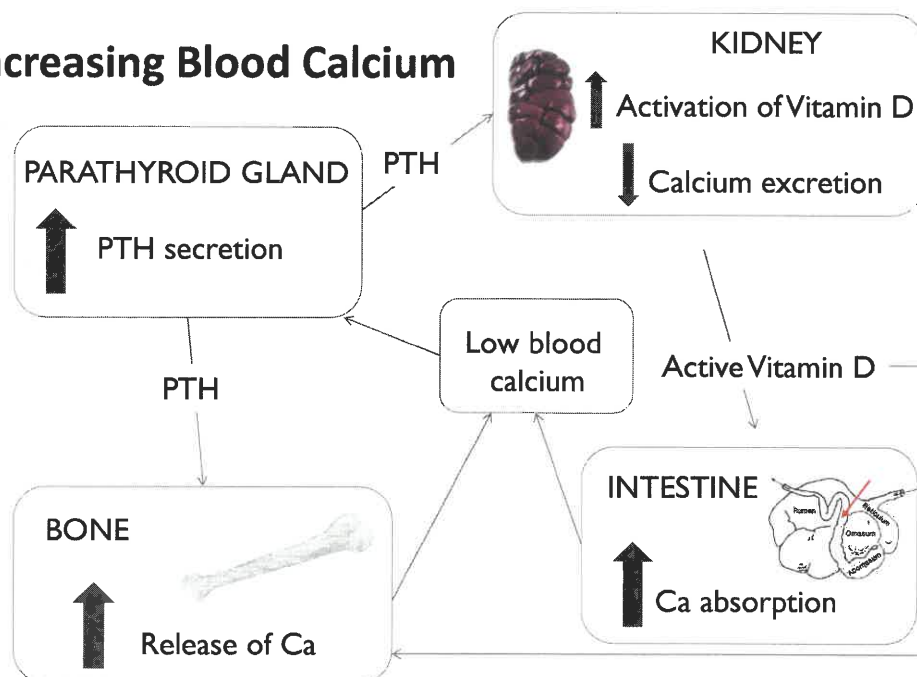 ncreasing Blood Calcium
KIDNEY
Activation of Vitamin D
Calcium excretion
PTH
PARATHYROID GLAND
PTH secretion
Low blood
calcium
Active Vitamin D
PTH
INTESTINE
Rumen
Reticulum
Omasum
Abomasum
Ca absorption
BONE
Release of Ca